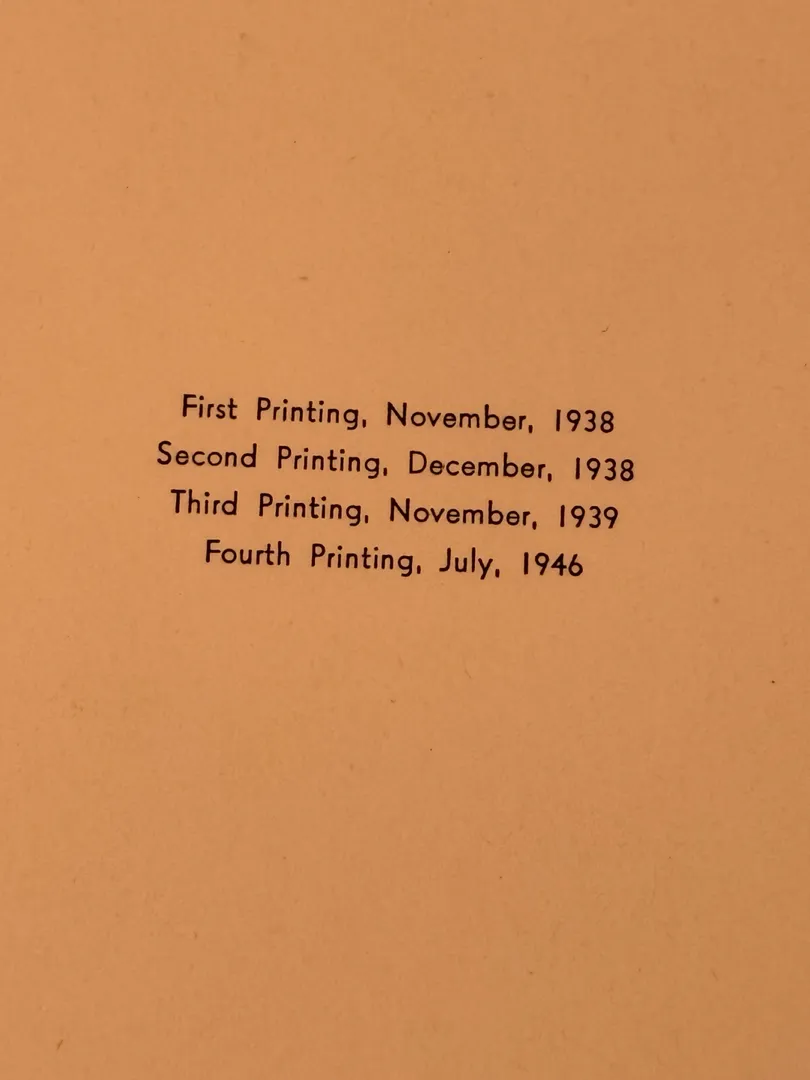 First Printing, November, 1938
Second Printing, December, 1938
Third Printing, November, 1939
Fourth Printing, July, 1946